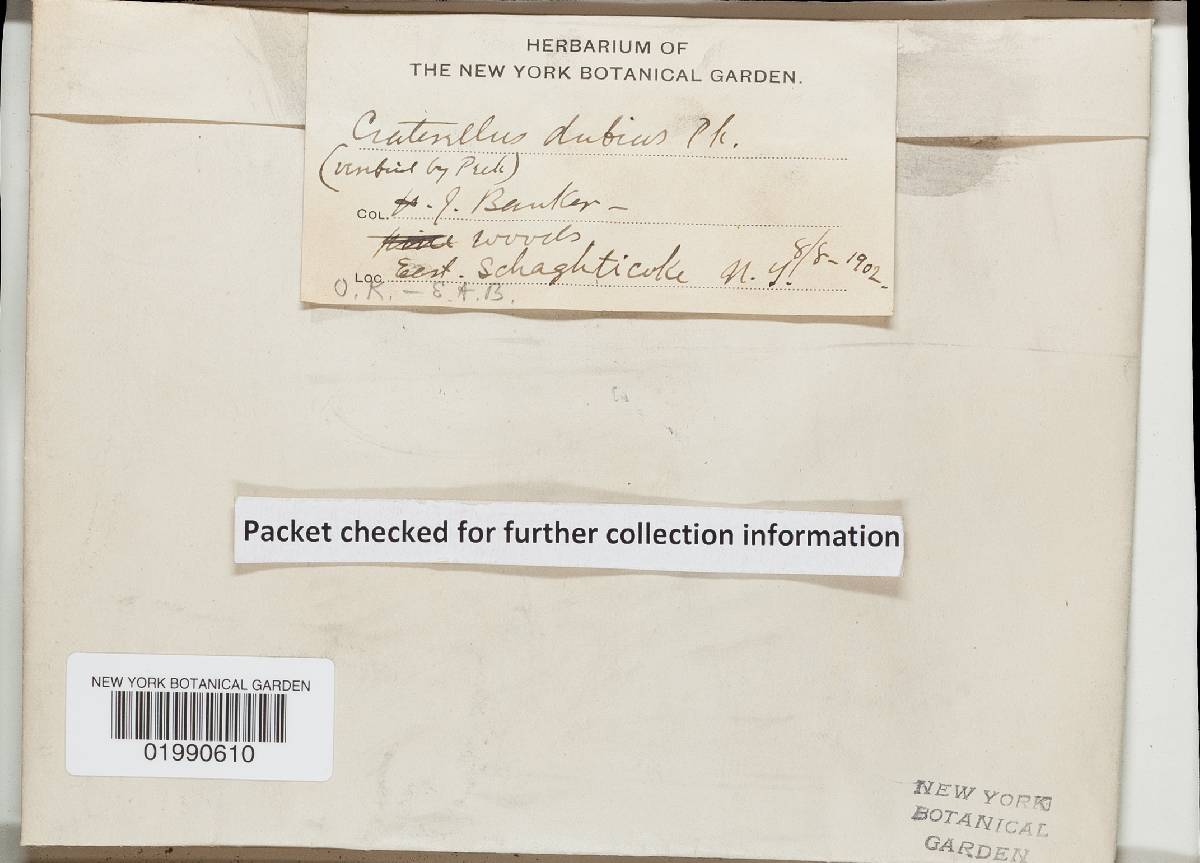 HERBARIUM OF
THE NEW YORK BOTANICAL GARDEN.
Craterellus dubius Pk.
(verified by Peck)
COL. H. J. Banker –
woods
LOC. East. Schaghticoke N. Y. 8/8 – 1902.
O.K. – E.A.B.
Packet checked for further collection information
NEW YORK BOTANICAL GARDEN
01990610
NEW YORK
BOTANICAL
GARDEN